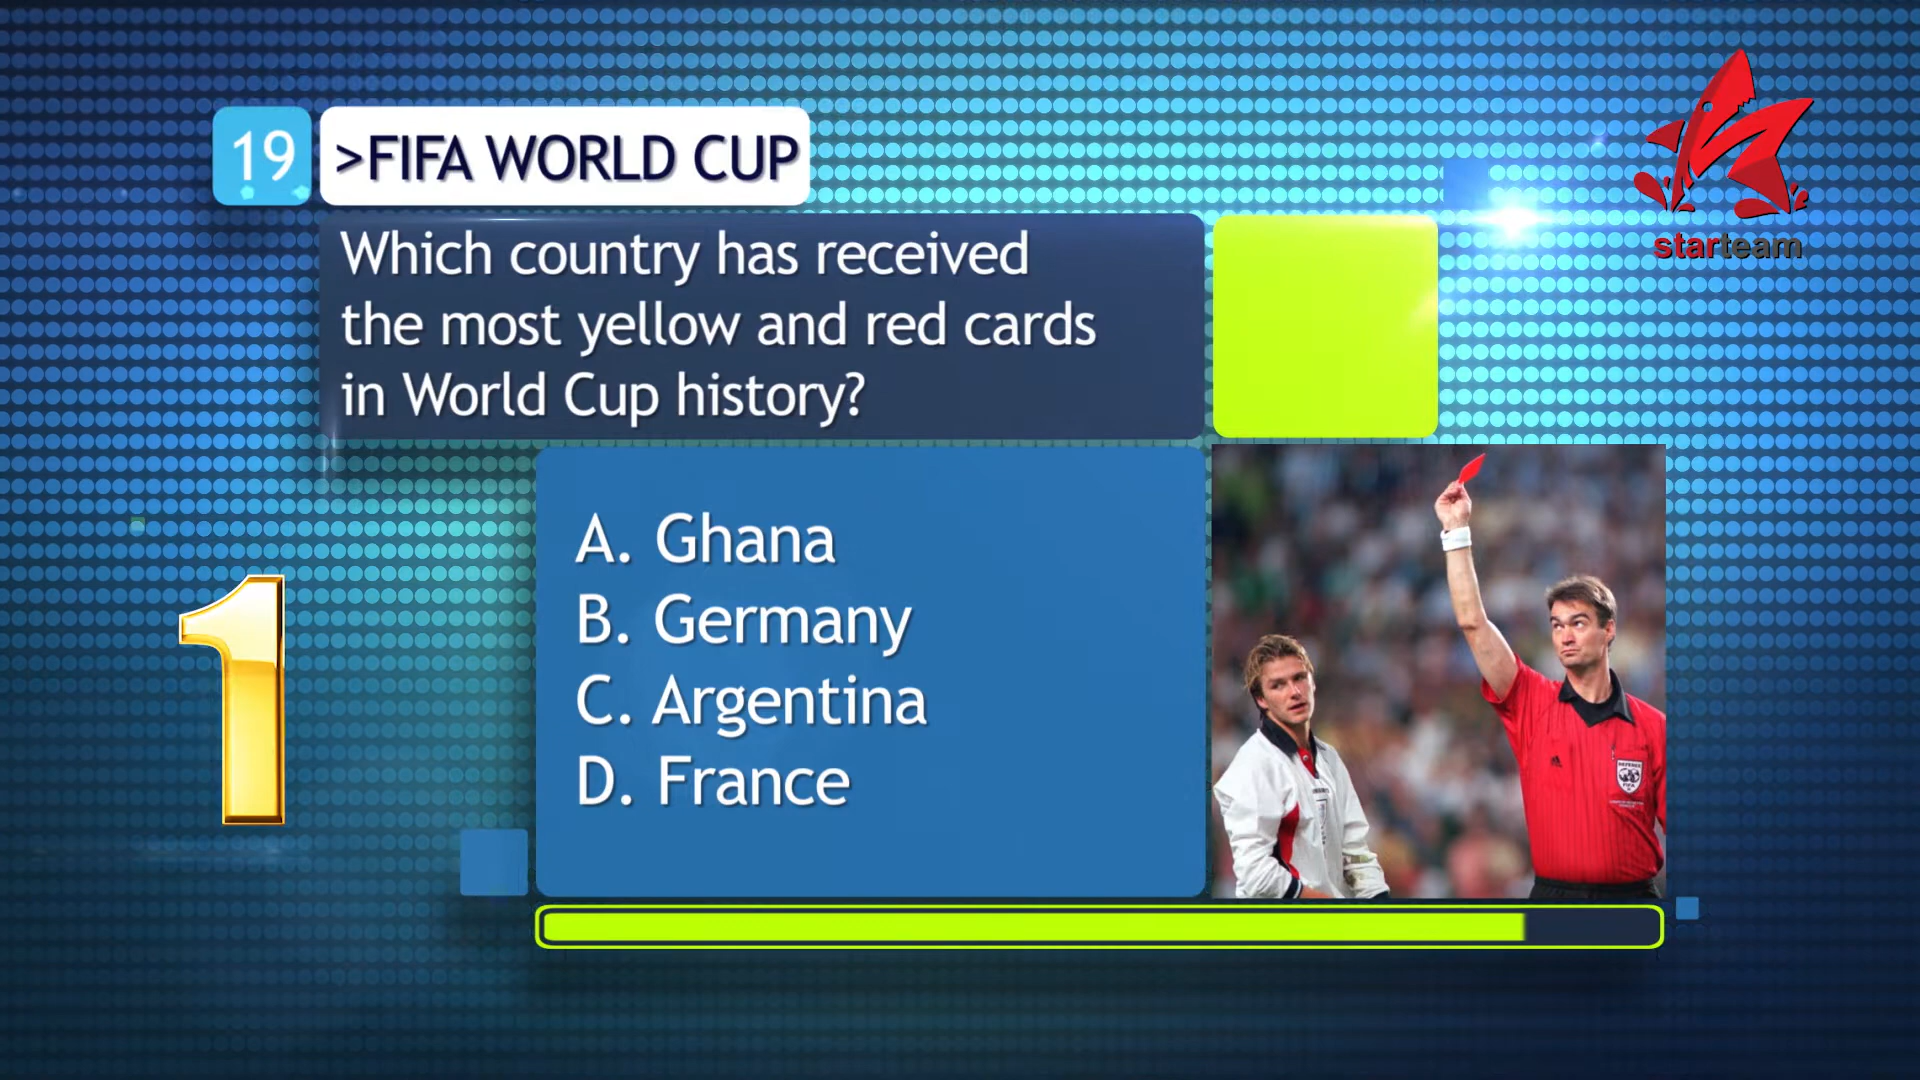 19
>FIFA WORLD CUP
starteam
Which country has received
the most yellow and red cards
in World Cup history?
A. Ghana
B. Germany
C. Argentina
D. France
1